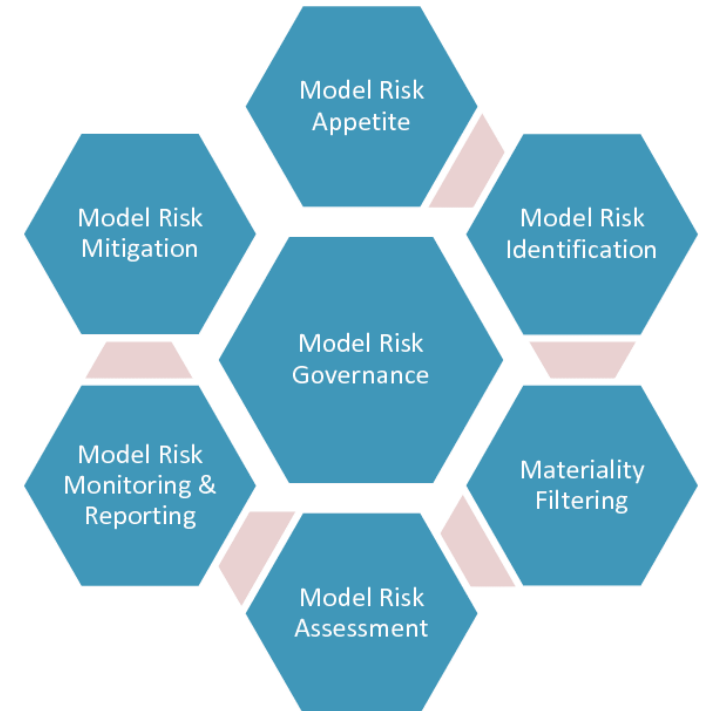 Model Risk
Appetite
Model Risk
Identification
Materiality
Filtering
Model Risk
Assessment
Model Risk
Monitoring &
Reporting
Model Risk
Mitigation
Model Risk
Governance